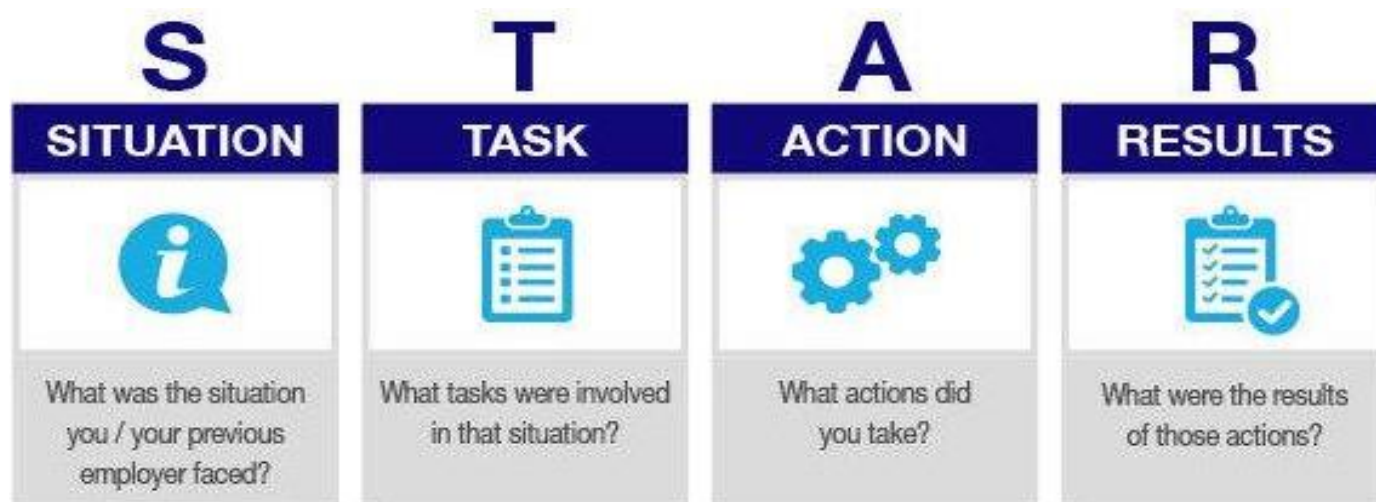 S
SITUATION
i
What was the situation
you / your previous
employer faced?
T
TASK
What tasks were involved
in that situation?
A
ACTION
What actions did
you take?
R
RESULTS
What were the results
of those actions?